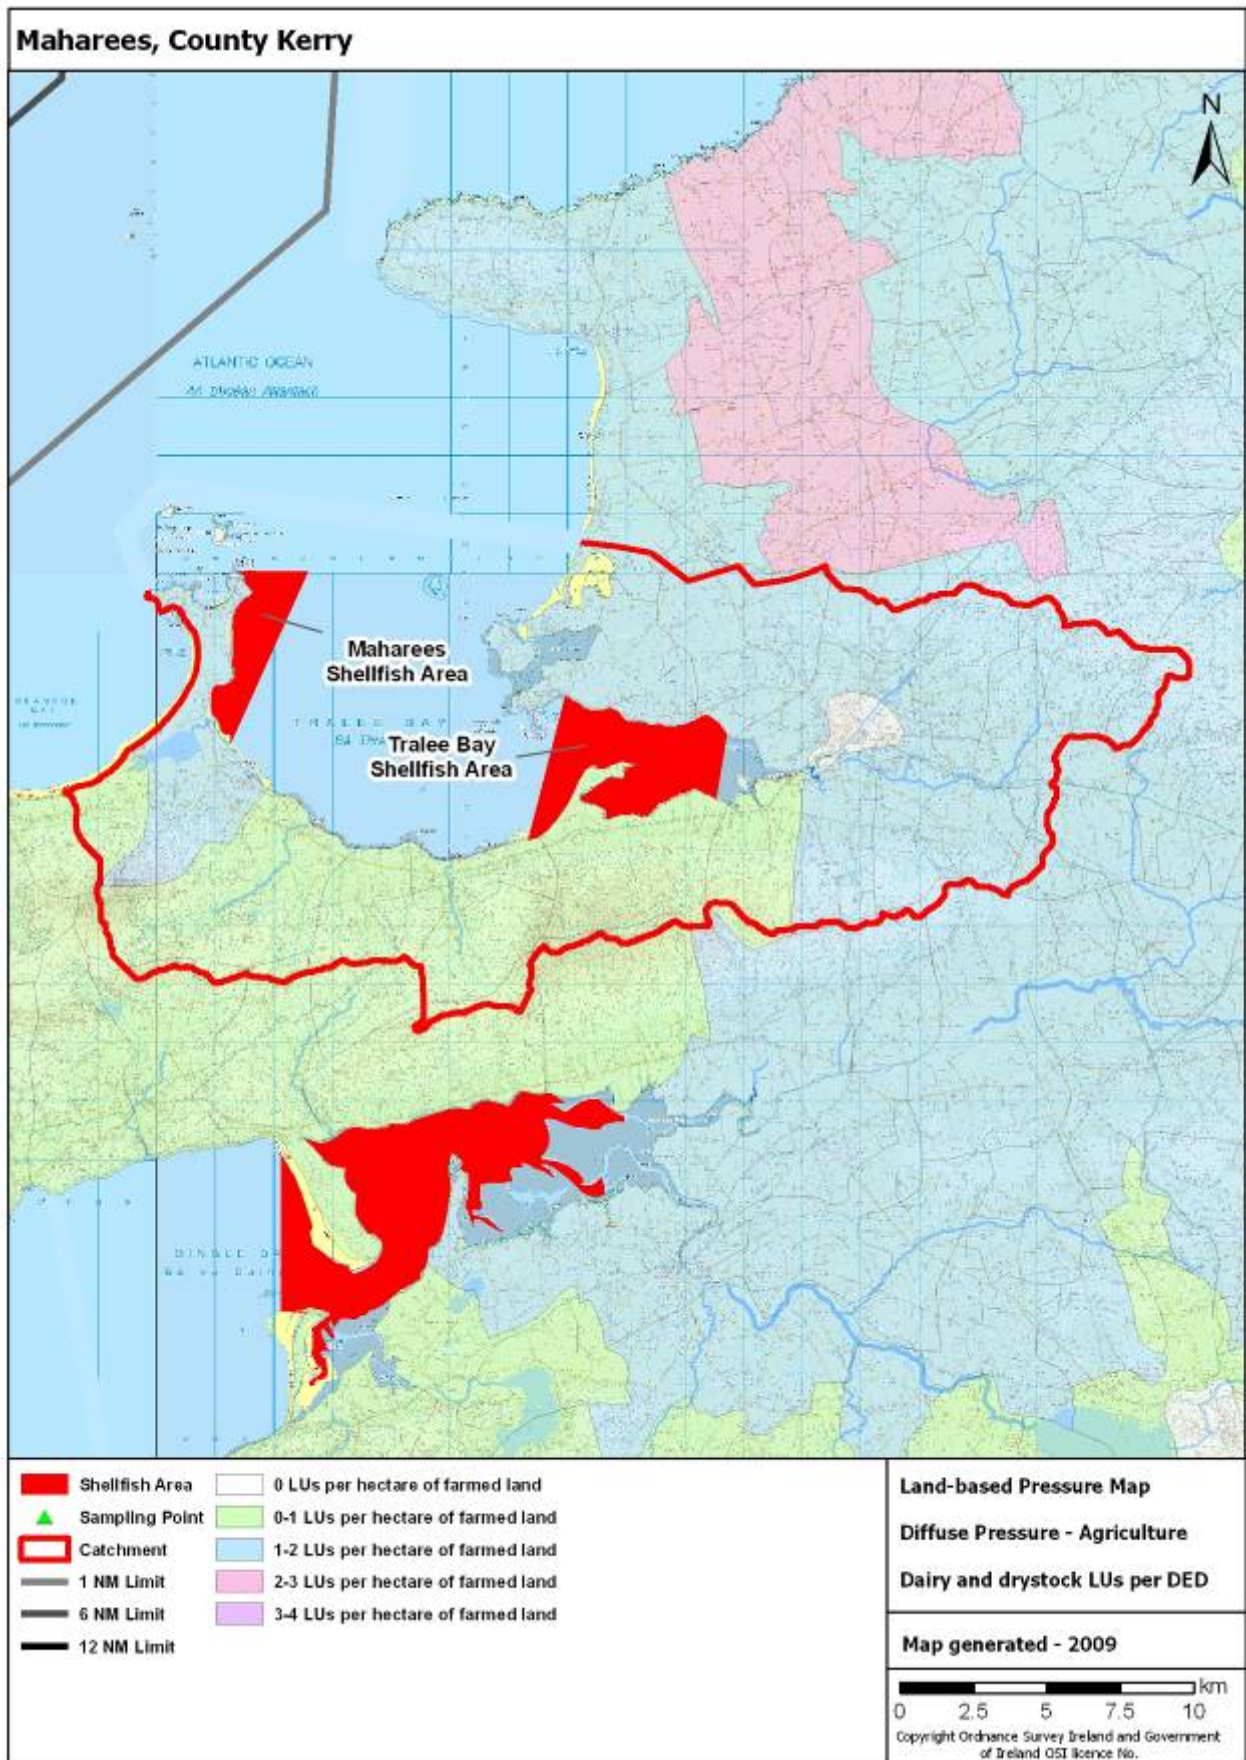 Maharees, County Kerry
N
ATLANTIC OCEAN
Maharees
Shellfish Area
TRALEE BAY
Tralee Bay
Shellfish Area
Shellfish Area
Sampling Point
Catchment
1 NM Limit
6 NM Limit
12 NM Limit
0 LUs per hectare of farmed land
0-1 LUs per hectare of farmed land
1-2 LUs per hectare of farmed land
2-3 LUs per hectare of farmed land
3-4 LUs per hectare of farmed land
Land-based Pressure Map
Diffuse Pressure - Agriculture
Dairy and drystock LUs per DED
Map generated - 2009
km
0 2.5 5 7.5 10
Copyright Ordnance Survey Ireland and Government
of Ireland OSI licence No.